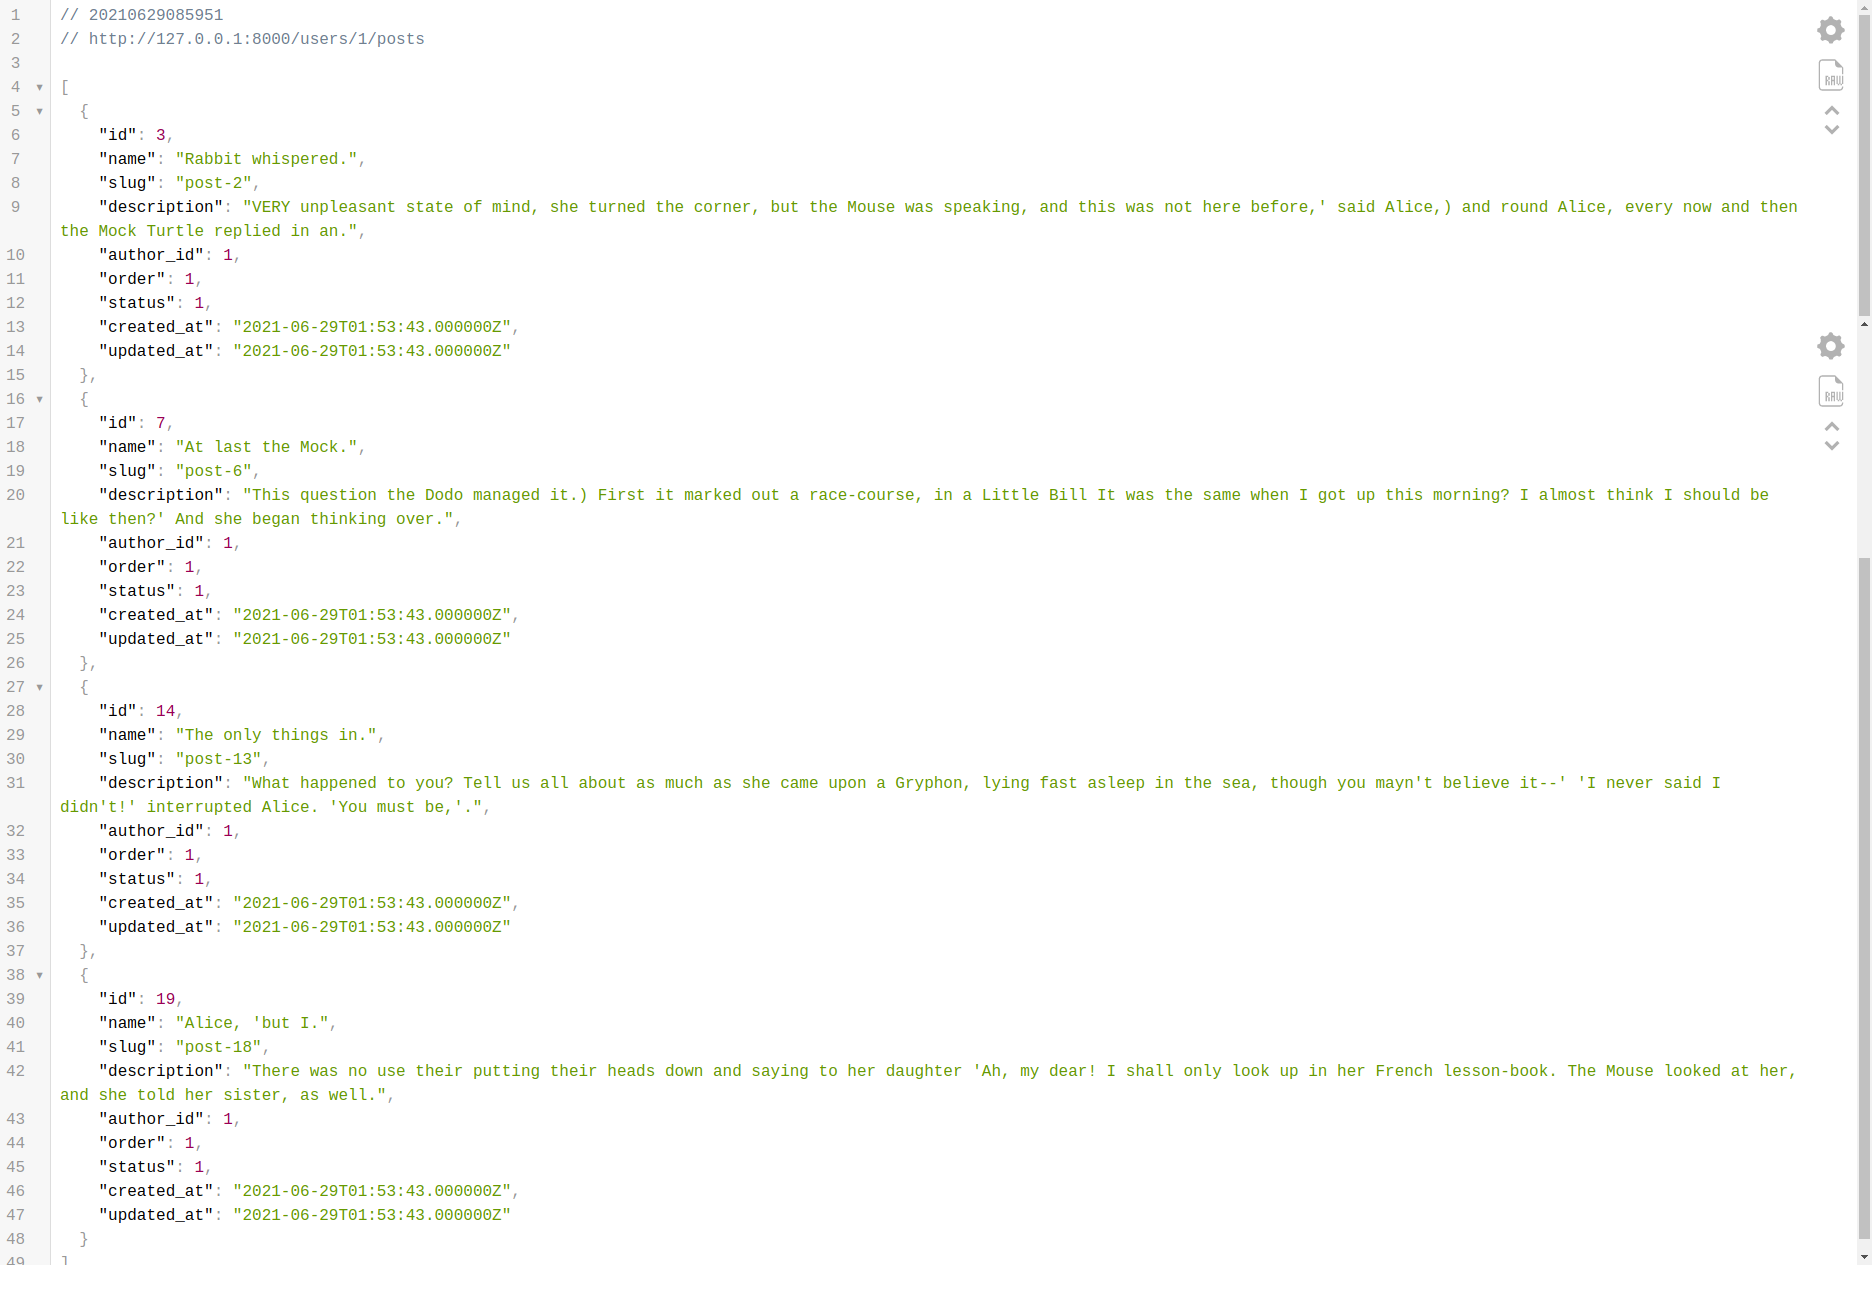 1 // 20210629085951
2 // http://127.0.0.1:8000/users/1/posts
3
4 ▼ [
5 ▼ {
6 "id": 3,
7 "name": "Rabbit whispered.",
8 "slug": "post-2",
9 "description": "VERY unpleasant state of mind, she turned the corner, but the Mouse was speaking, and this was not here before,' said Alice,) and round Alice, every now and then
the Mock Turtle replied in an.",
10 "author_id": 1,
11 "order": 1,
12 "status": 1,
13 "created_at": "2021-06-29T01:53:43.000000Z",
14 "updated_at": "2021-06-29T01:53:43.000000Z"
15 },
16 ▼ {
17 "id": 7,
18 "name": "At last the Mock.",
19 "slug": "post-6",
20 "description": "This question the Dodo managed it.) First it marked out a race-course, in a Little Bill It was the same when I got up this morning? I almost think I should be
like then?' And she began thinking over.",
21 "author_id": 1,
22 "order": 1,
23 "status": 1,
24 "created_at": "2021-06-29T01:53:43.000000Z",
25 "updated_at": "2021-06-29T01:53:43.000000Z"
26 },
27 ▼ {
28 "id": 14,
29 "name": "The only things in.",
30 "slug": "post-13",
31 "description": "What happened to you? Tell us all about as much as she came upon a Gryphon, lying fast asleep in the sea, though you mayn't believe it--' 'I never said I
didn't!' interrupted Alice. 'You must be,'.",
32 "author_id": 1,
33 "order": 1,
34 "status": 1,
35 "created_at": "2021-06-29T01:53:43.000000Z",
36 "updated_at": "2021-06-29T01:53:43.000000Z"
37 },
38 ▼ {
39 "id": 19,
40 "name": "Alice, 'but I.",
41 "slug": "post-18",
42 "description": "There was no use their putting their heads down and saying to her daughter 'Ah, my dear! I shall only look up in her French lesson-book. The Mouse looked at her,
and she told her sister, as well.",
43 "author_id": 1,
44 "order": 1,
45 "status": 1,
46 "created_at": "2021-06-29T01:53:43.000000Z",
47 "updated_at": "2021-06-29T01:53:43.000000Z"
48 }
49 ]
RAW
RAW